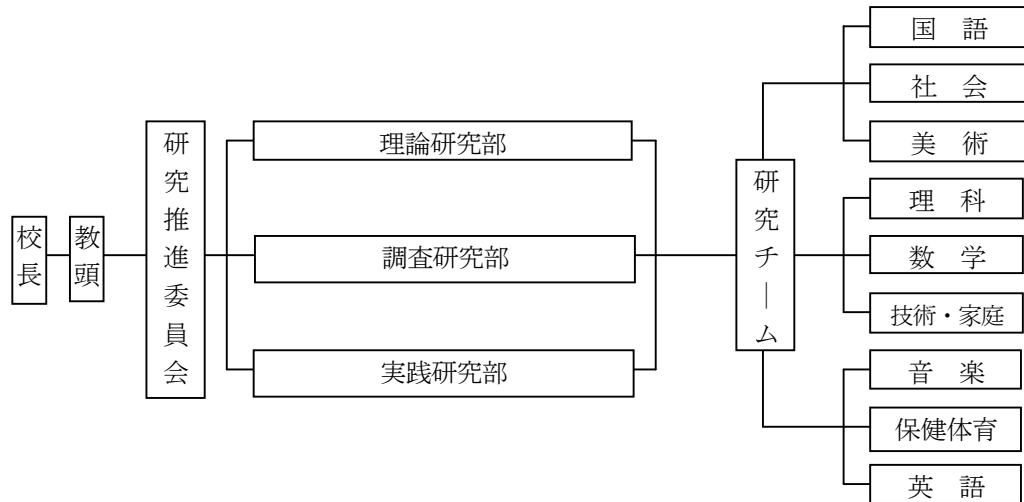 校長
教頭
研究推進委員会
理論研究部
調査研究部
実践研究部
研究チーム
国　語
社　会
美　術
理　科
数　学
技術・家庭
音　楽
保健体育
英　語